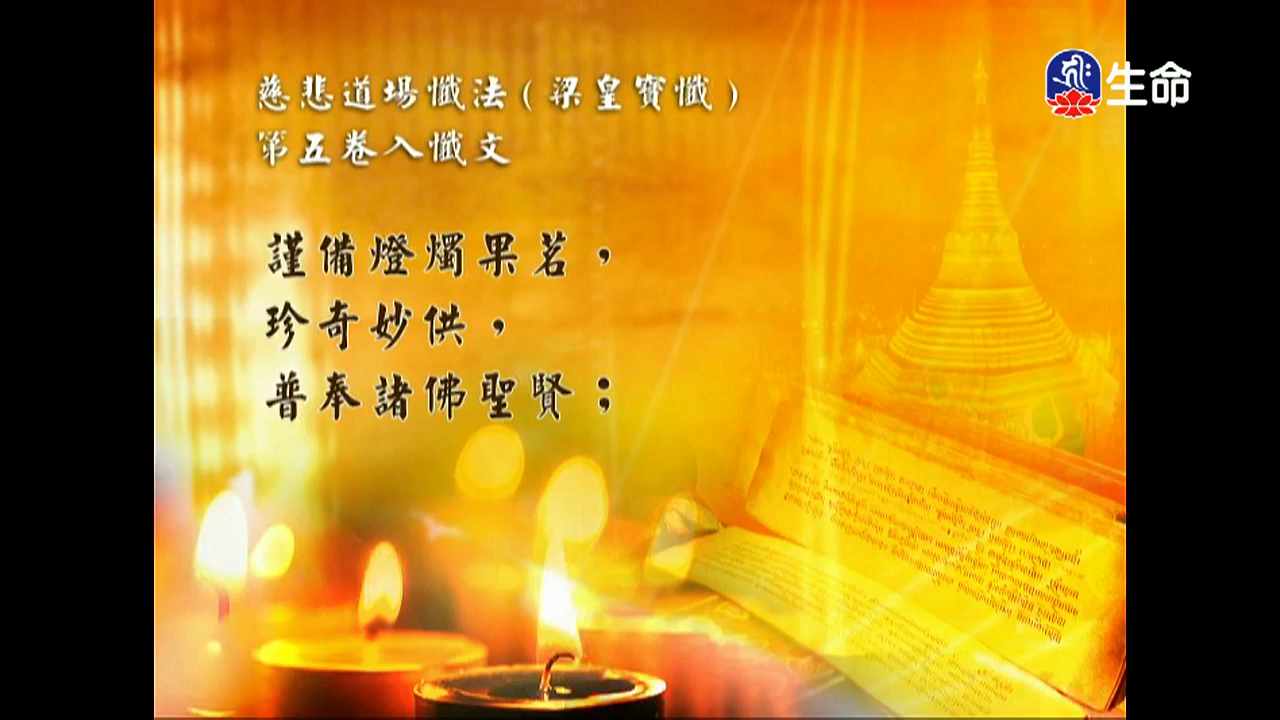 慈悲道場懺法（梁皇寶懺）
第五卷入懺文
生命
謹備燈燭果茗，
珍奇妙供，
普奉諸佛聖賢；